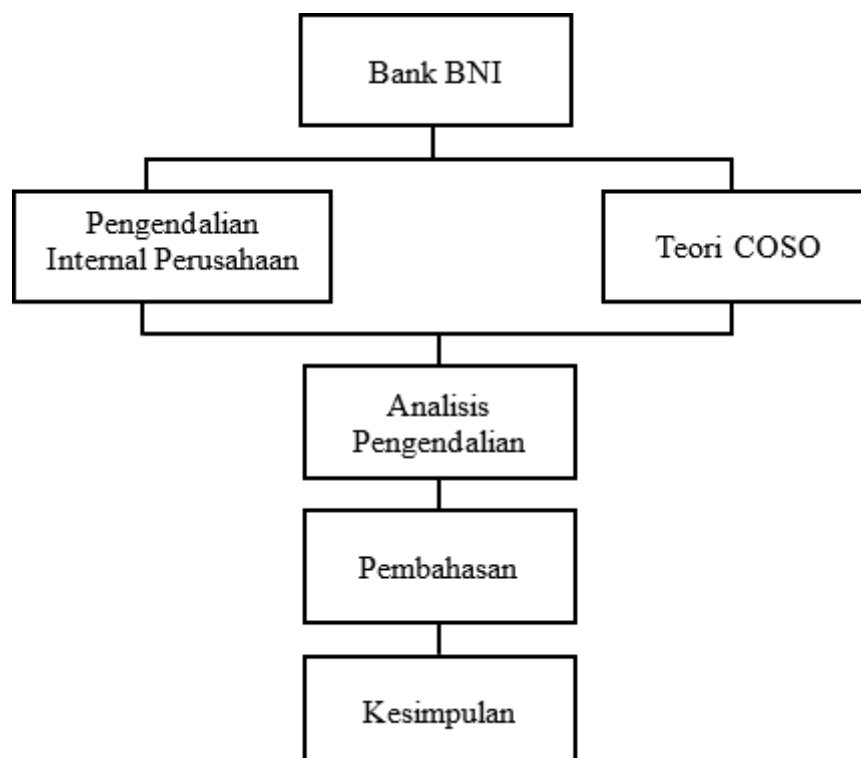 Bank BNI
Pengendalian
Internal Perusahaan
Teori COSO
Analisis
Pengendalian
Pembahasan
Kesimpulan